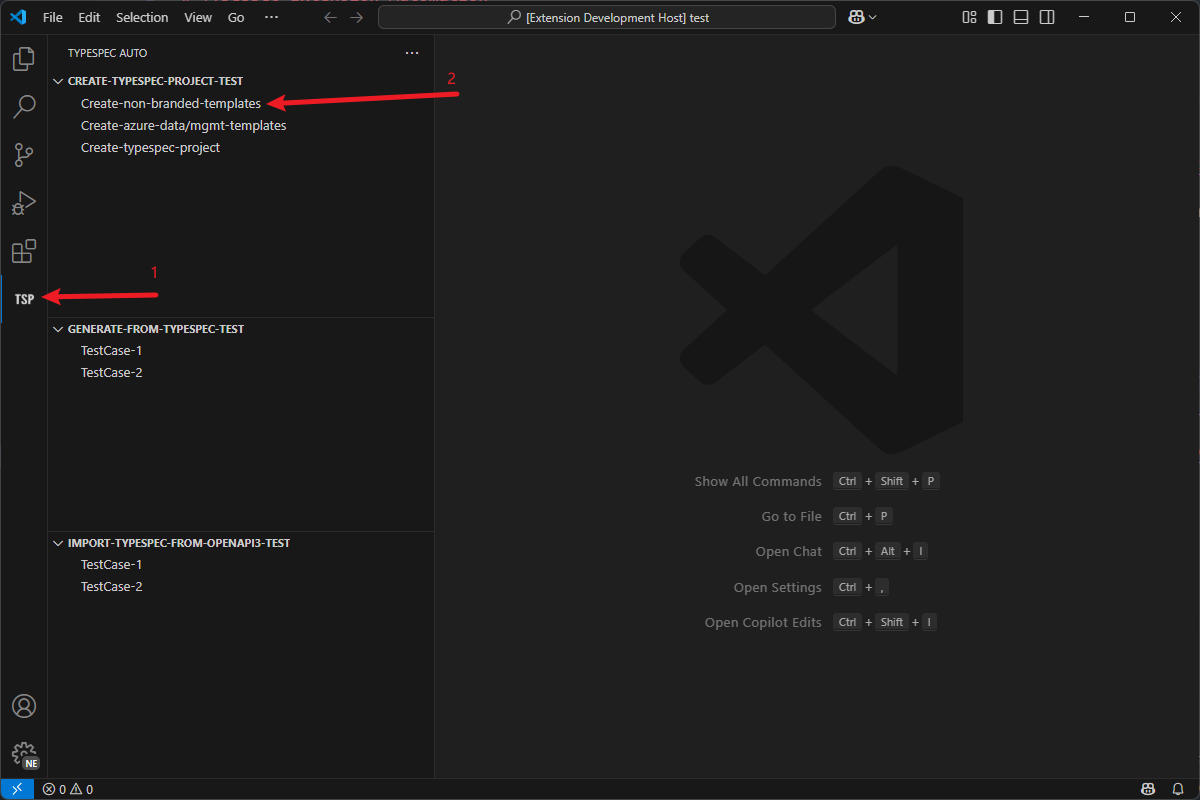 File Edit Selection View Go ··· [Extension Development Host] test
TYPESPEC AUTO ···
CREATE-TYPESPEC-PROJECT-TEST
2
Create-non-branded-templates
Create-azure-data/mgmt-templates
Create-typespec-project
1
TSP
GENERATE-FROM-TYPESPEC-TEST
TestCase-1
TestCase-2
IMPORT-TYPESPEC-FROM-OPENAPI3-TEST
TestCase-1
TestCase-2
Show All Commands Ctrl + Shift + P
Go to File Ctrl + P
Open Chat Ctrl + Alt + I
Open Settings Ctrl + ,
Open Copilot Edits Ctrl + Shift + I
NE
0 0